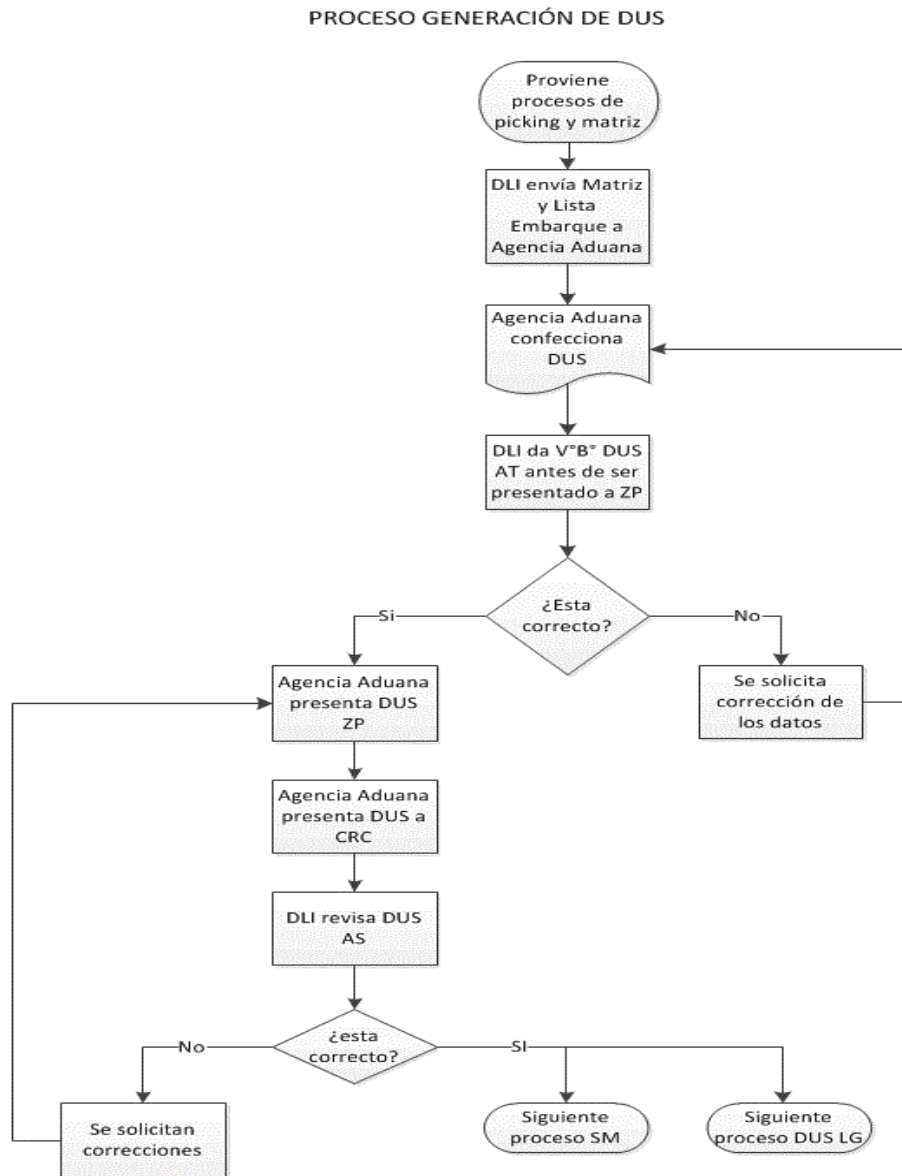 PROCESO GENERACIÓN DE DUS
Proviene
procesos de
picking y matriz
DLI envía Matriz
y Lista
Embarque a
Agencia Aduana
Agencia Aduana
confecciona
DUS
DLI da V°B° DUS
AT antes de ser
presentado a ZP
¿Esta
correcto?
Si
No
Agencia Aduana
presenta DUS
ZP
Se solicita
corrección de
los datos
Agencia Aduana
presenta DUS a
CRC
DLI revisa DUS
AS
¿esta
correcto?
No
SI
Se solicitan
correcciones
Siguiente
proceso SM
Siguiente
proceso DUS LG